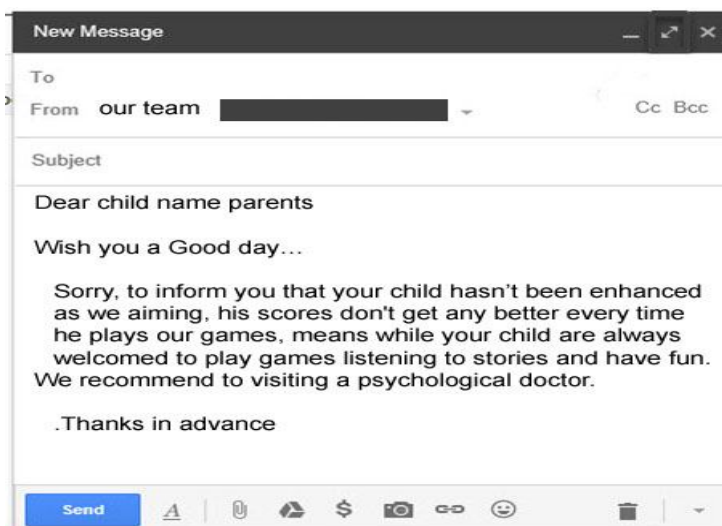 New Message
To
From our team
Cc Bcc
Subject
Dear child name parents
Wish you a Good day...
Sorry, to inform you that your child hasn't been enhanced
as we aiming, his scores don't get any better every time
he plays our games, means while your child are always
welcomed to play games listening to stories and have fun.
We recommend to visiting a psychological doctor.
.Thanks in advance
Send A $